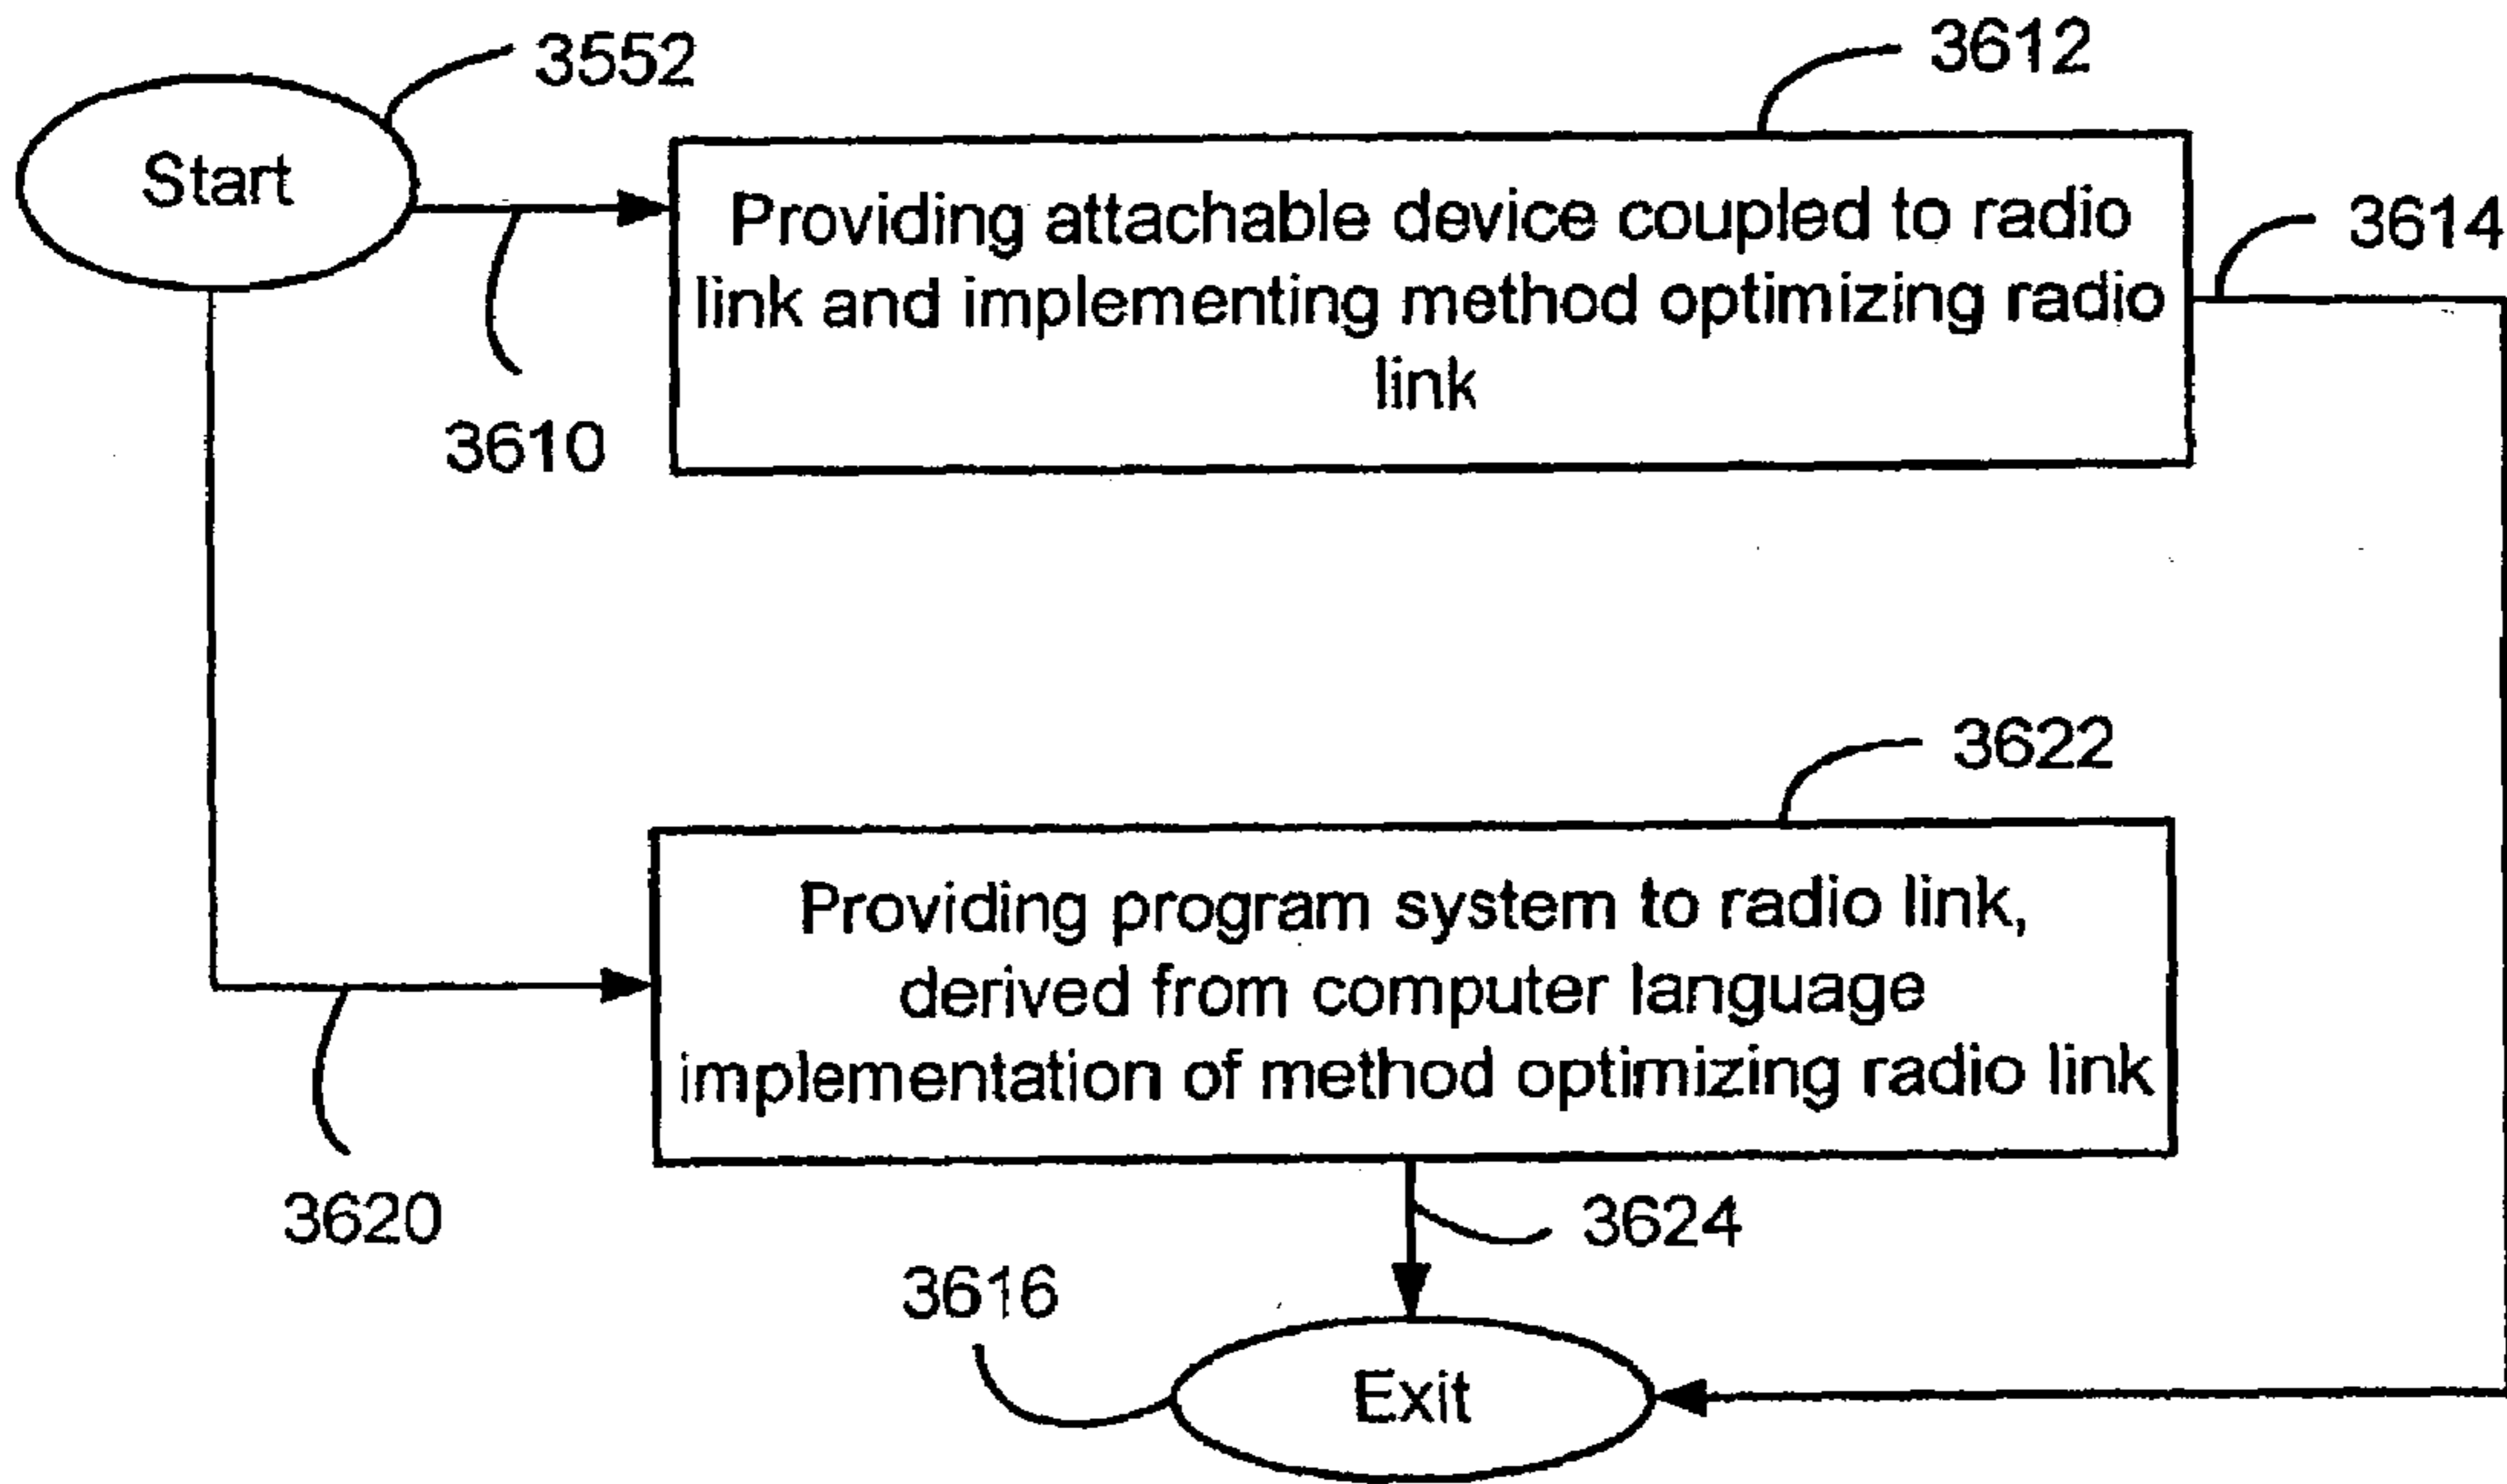 3552
3612
Start
Providing attachable device coupled to radio
link and implementing method optimizing radio
link
3614
3610
3622
Providing program system to radio link,
derived from computer language
implementation of method optimizing radio link
3620
3624
3616
Exit